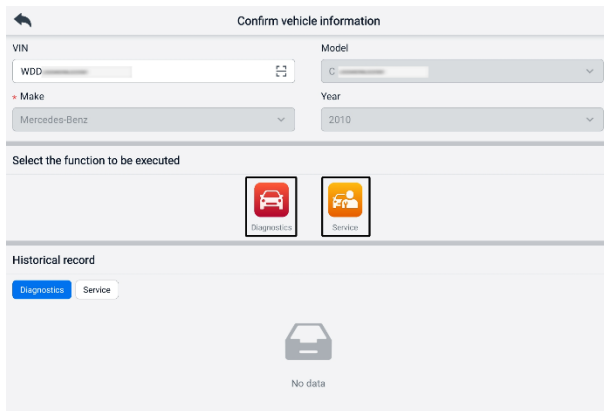 Confirm vehicle information
VIN
Model
WDD
C
* Make
Year
Mercedes-Benz
2010
Select the function to be executed
Diagnostics
Service
Historical record
Diagnostics
Service
No data